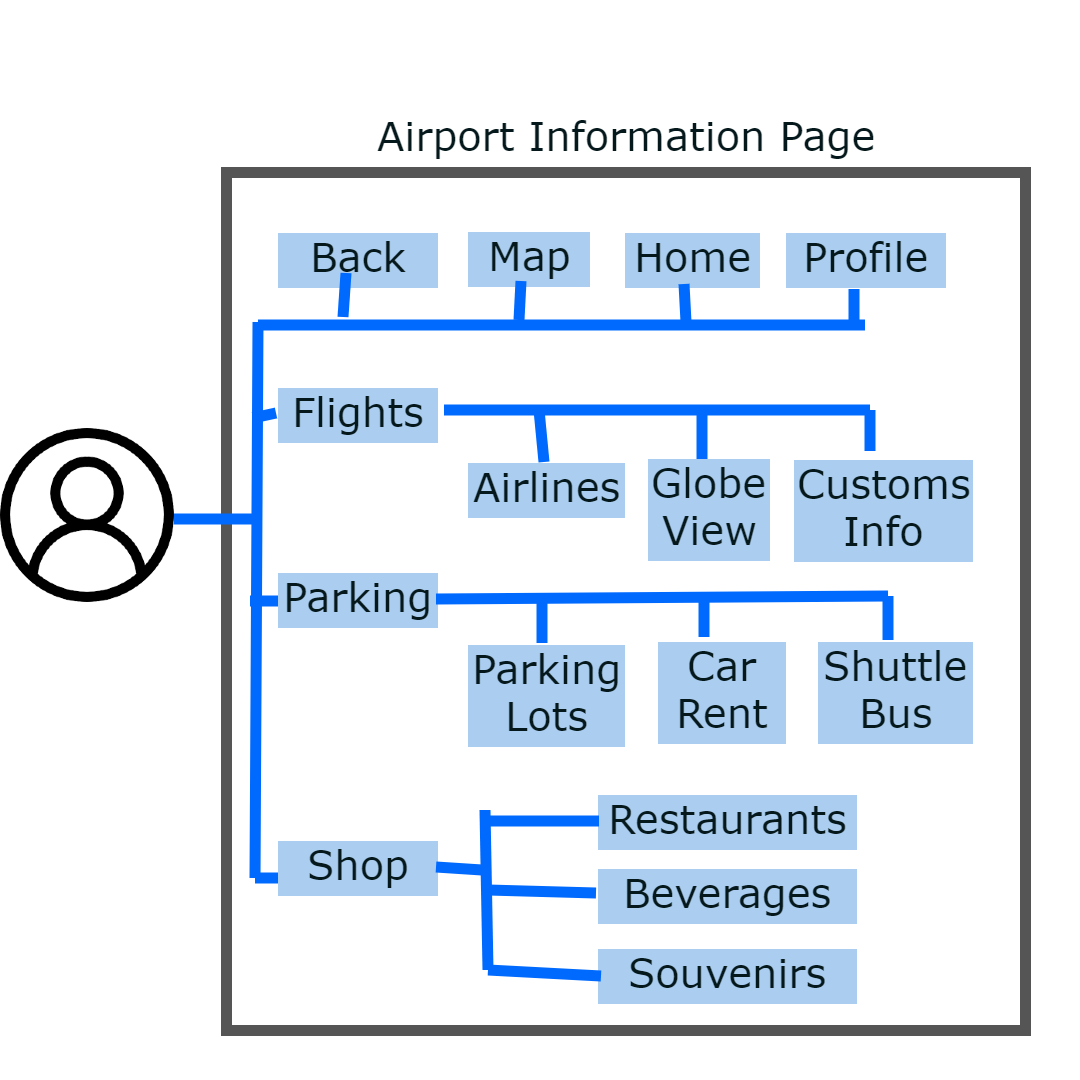 Airport Information Page
Back
Map
Home
Profile
Flights
Airlines
Globe
View
Customs
Info
Parking
Parking
Lots
Car
Rent
Shuttle
Bus
Shop
Restaurants
Beverages
Souvenirs